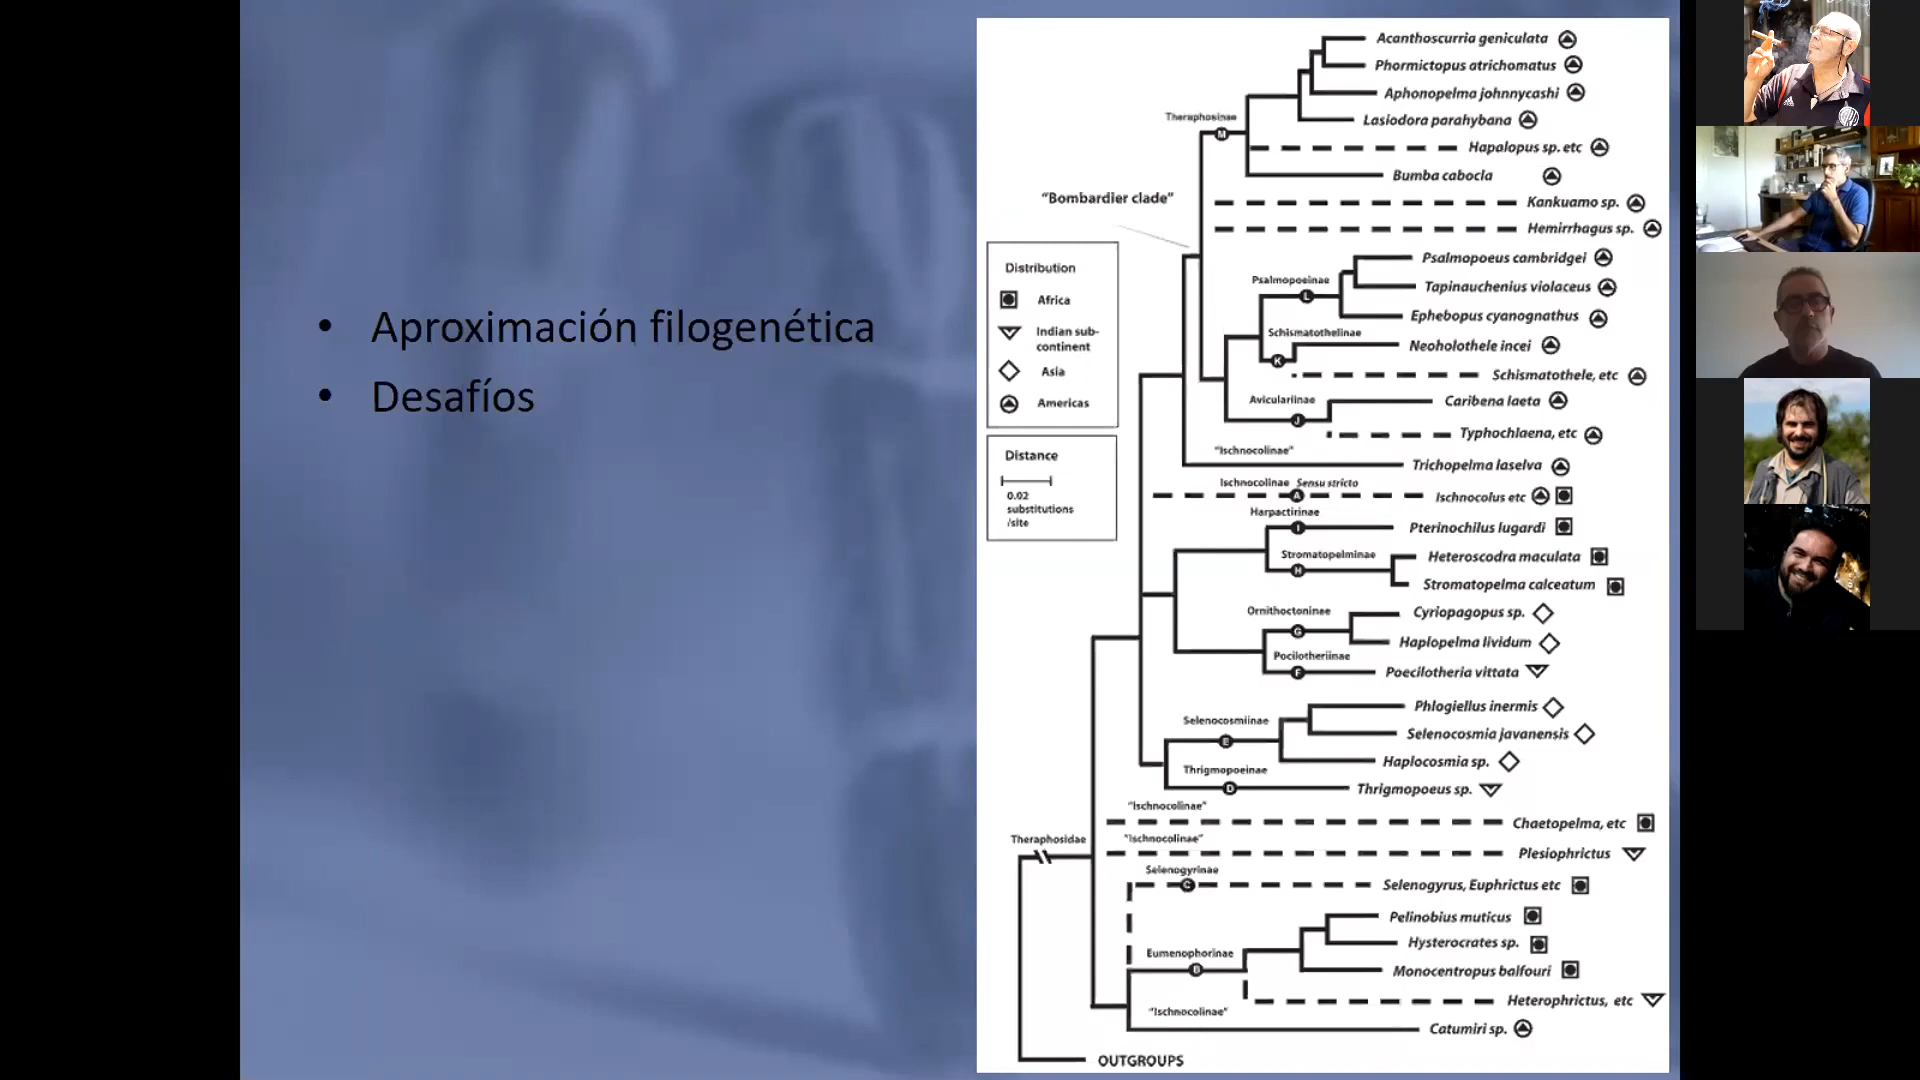 • Aproximación filogenética
• Desafíos
Acanthoscurria geniculata
Phormictopus atrichomatus
Aphonopelma johnnycashi
Theraphosinae
Lasiodora parahybana
M
Hapalopus sp. etc
Bumba cabocla
"Bombardier clade"
Kankuamo sp.
Hemirrhagus sp.
Distribution
Africa
Indian sub-
continent
Asia
Americas
Psalmopoeus cambridgei
Psalmopoeinae
Tapinauchenius violaceus
L
Ephebopus cyanognathus
Schismatothelinae
Neoholothele incei
K
Schismatothele, etc
Aviculariinae
Caribena laeta
J
Typhochlaena, etc
"Ischnocolinae"
Trichopelma laselva
Distance
0.02
substitutions
/site
Ischnocolinae Sensu stricto
A
Ischnocolus etc
Harpactirinae
I
Pterinochilus lugardi
Stromatopelminae
Heteroscodra maculata
H
Stromatopelma calceatum
Ornithoctoninae
Cyriopagopus sp.
G
Haplopelma lividum
Pocilotheriinae
F
Poecilotheria vittata
Phlogiellus inermis
Selenocosmiinae
Selenocosmia javanensis
E
Haplocosmia sp.
Thrigmopoeinae
D
Thrigmopoeus sp.
"Ischnocolinae"
Chaetopelma, etc
Theraphosidae
"Ischnocolinae"
Plesiophrictus
Selenogyrinae
C
Selenogyrus, Euphrictus etc
Pelinobius muticus
Hysterocrates sp.
Eumenophorinae
B
Monocentropus balfouri
Heterophrictus, etc
"Ischnocolinae"
Catumiri sp.
OUTGROUPS